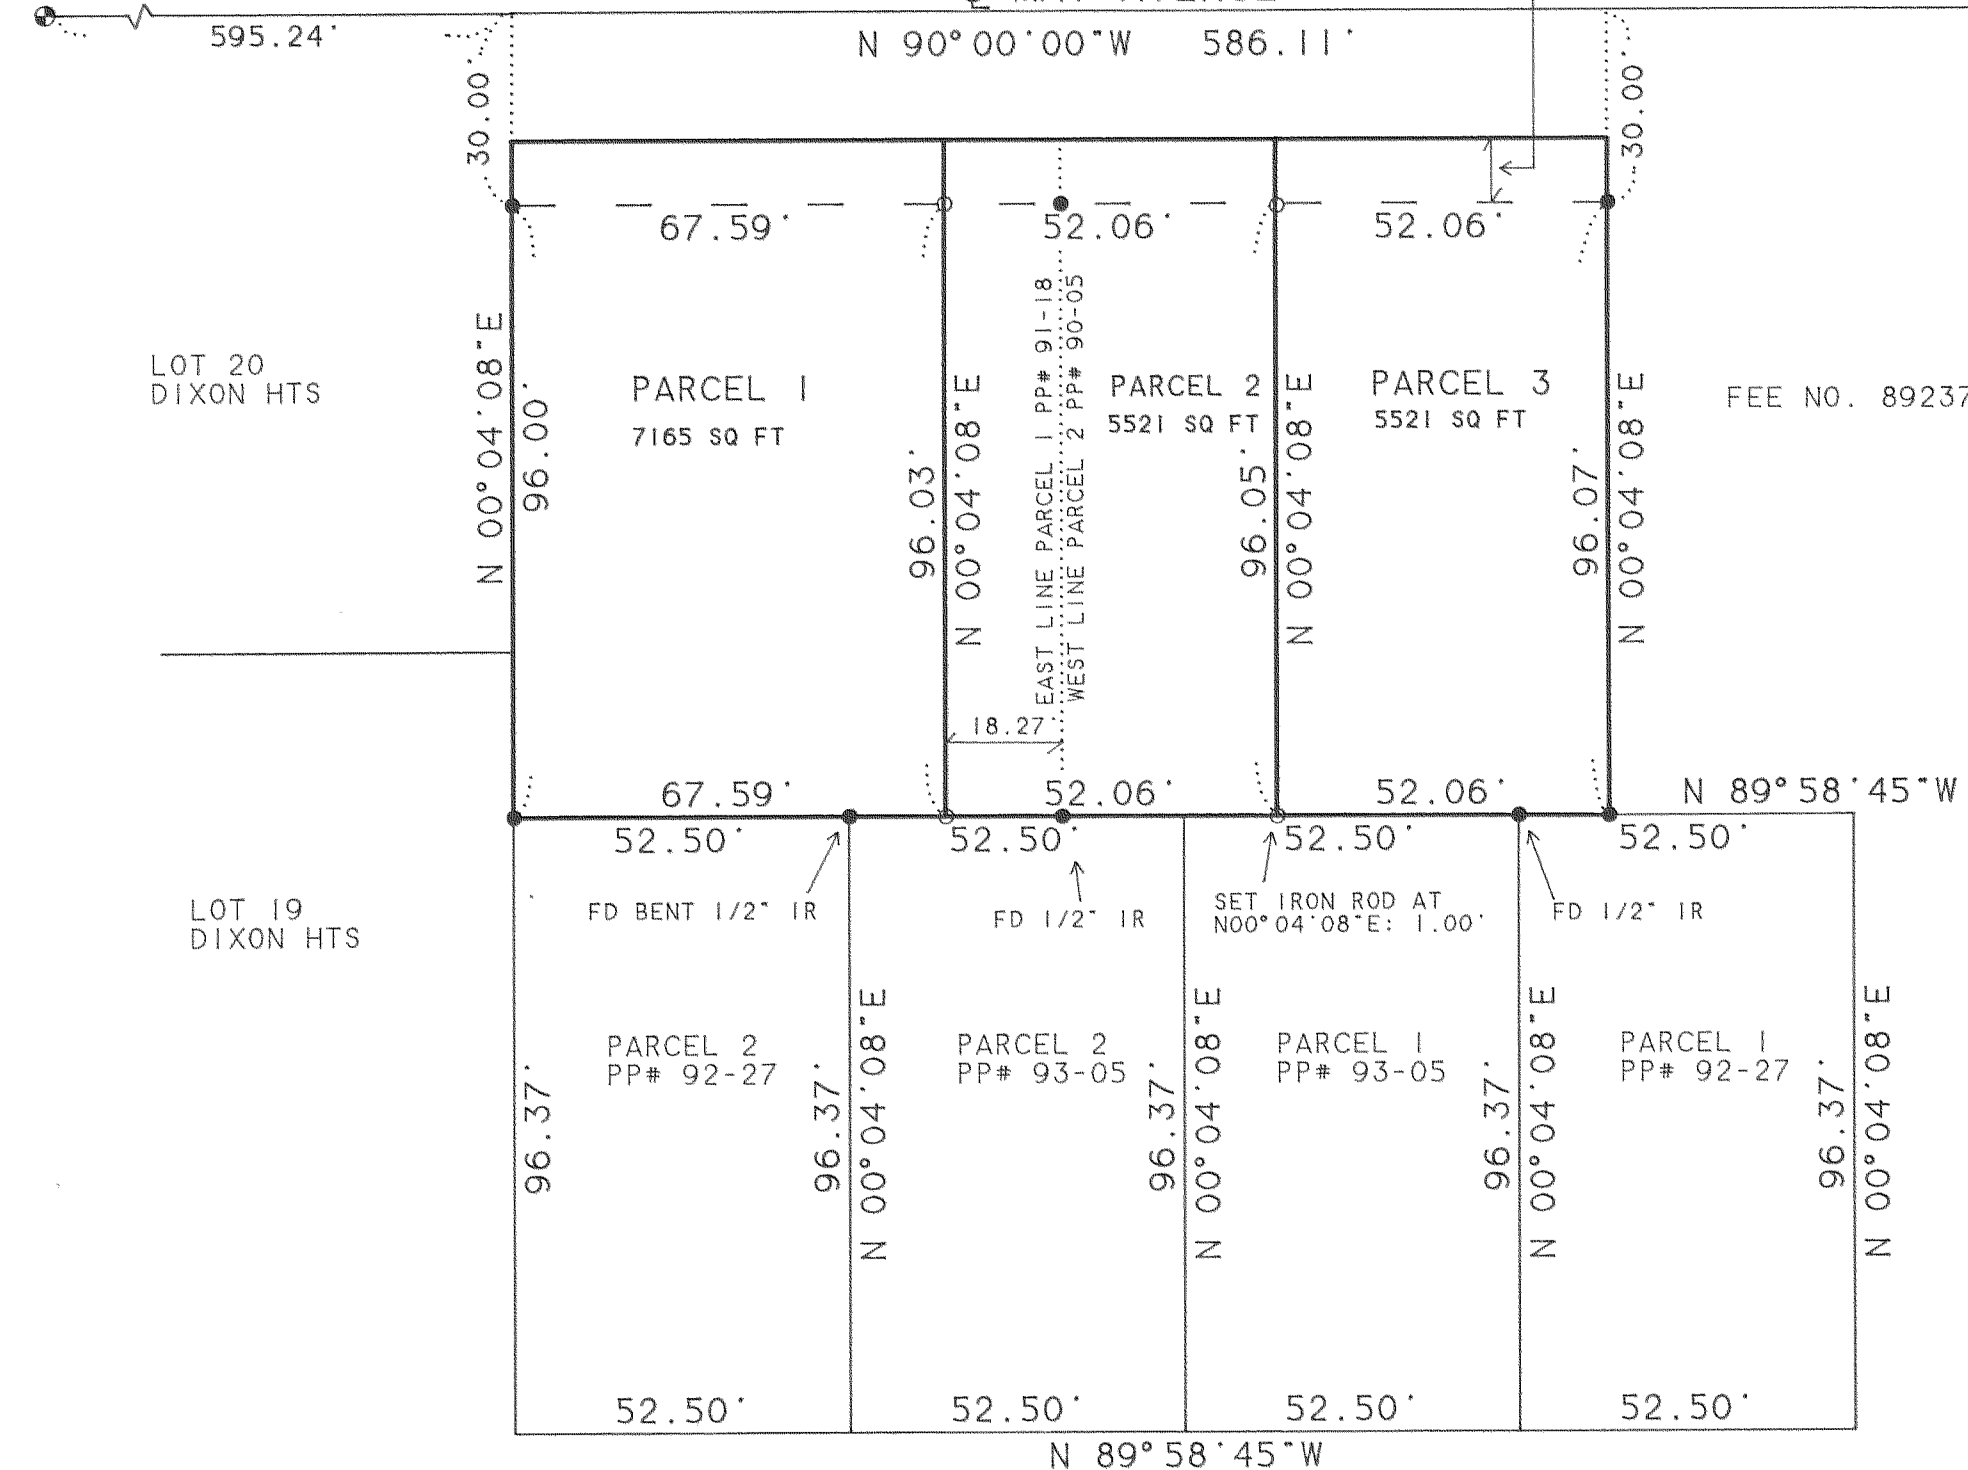 595.24'
N 90°00'00"W 586.11'
30.00'
30.00'
67.59'
52.06'
52.06'
N 00°04'08"E
96.00'
LOT 20
DIXON HTS
PARCEL 1
7165 SQ FT
96.03'
N 00°04'08"E
EAST LINE PARCEL 1 PP# 91-18
WEST LINE PARCEL 2 PP# 90-05
PARCEL 2
5521 SQ FT
96.05'
N 00°04'08"E
PARCEL 3
5521 SQ FT
96.07'
N 00°04'08"E
FEE NO. 89237
18.27'
67.59'
52.06'
52.06'
N 89°58'45"W
52.50'
52.50'
52.50'
52.50'
LOT 19
DIXON HTS
FD BENT 1/2" IR
FD 1/2" IR
SET IRON ROD AT
N00°04'08"E: 1.00'
FD 1/2" IR
PARCEL 2
PP# 92-27
96.37'
96.37'
N 00°04'08"E
PARCEL 2
PP# 93-05
96.37'
N 00°04'08"E
PARCEL 1
PP# 93-05
96.37'
N 00°04'08"E
PARCEL 1
PP# 92-27
96.37'
N 00°04'08"E
52.50'
52.50'
52.50'
52.50'
N 89°58'45"W